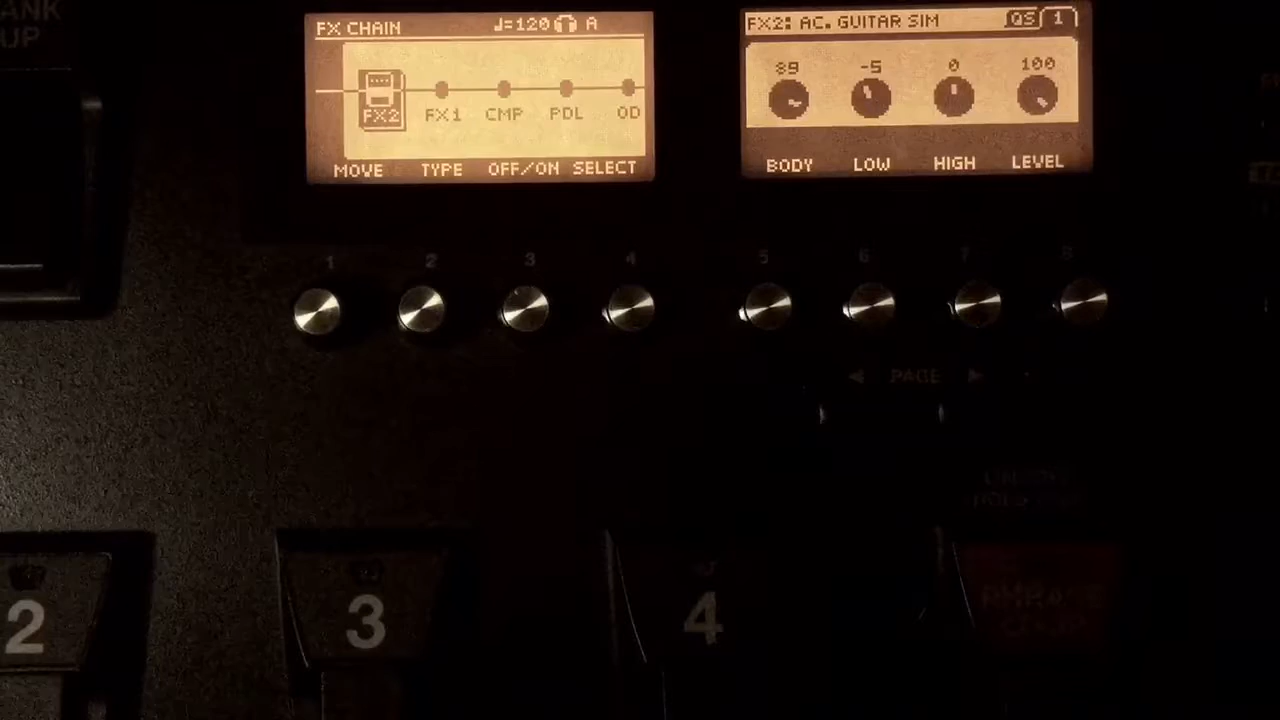 ANK
UP
FX CHAIN ♩=120 A
FX2 FX1 CMP PDL OD
MOVE TYPE OFF/ON SELECT
FX2: AC. GUITAR SIM QS 1
89 -5 0 100
BODY LOW HIGH LEVEL
1 2 3 4 5 6 7 8
◀ PAGE ▶
2
3
4